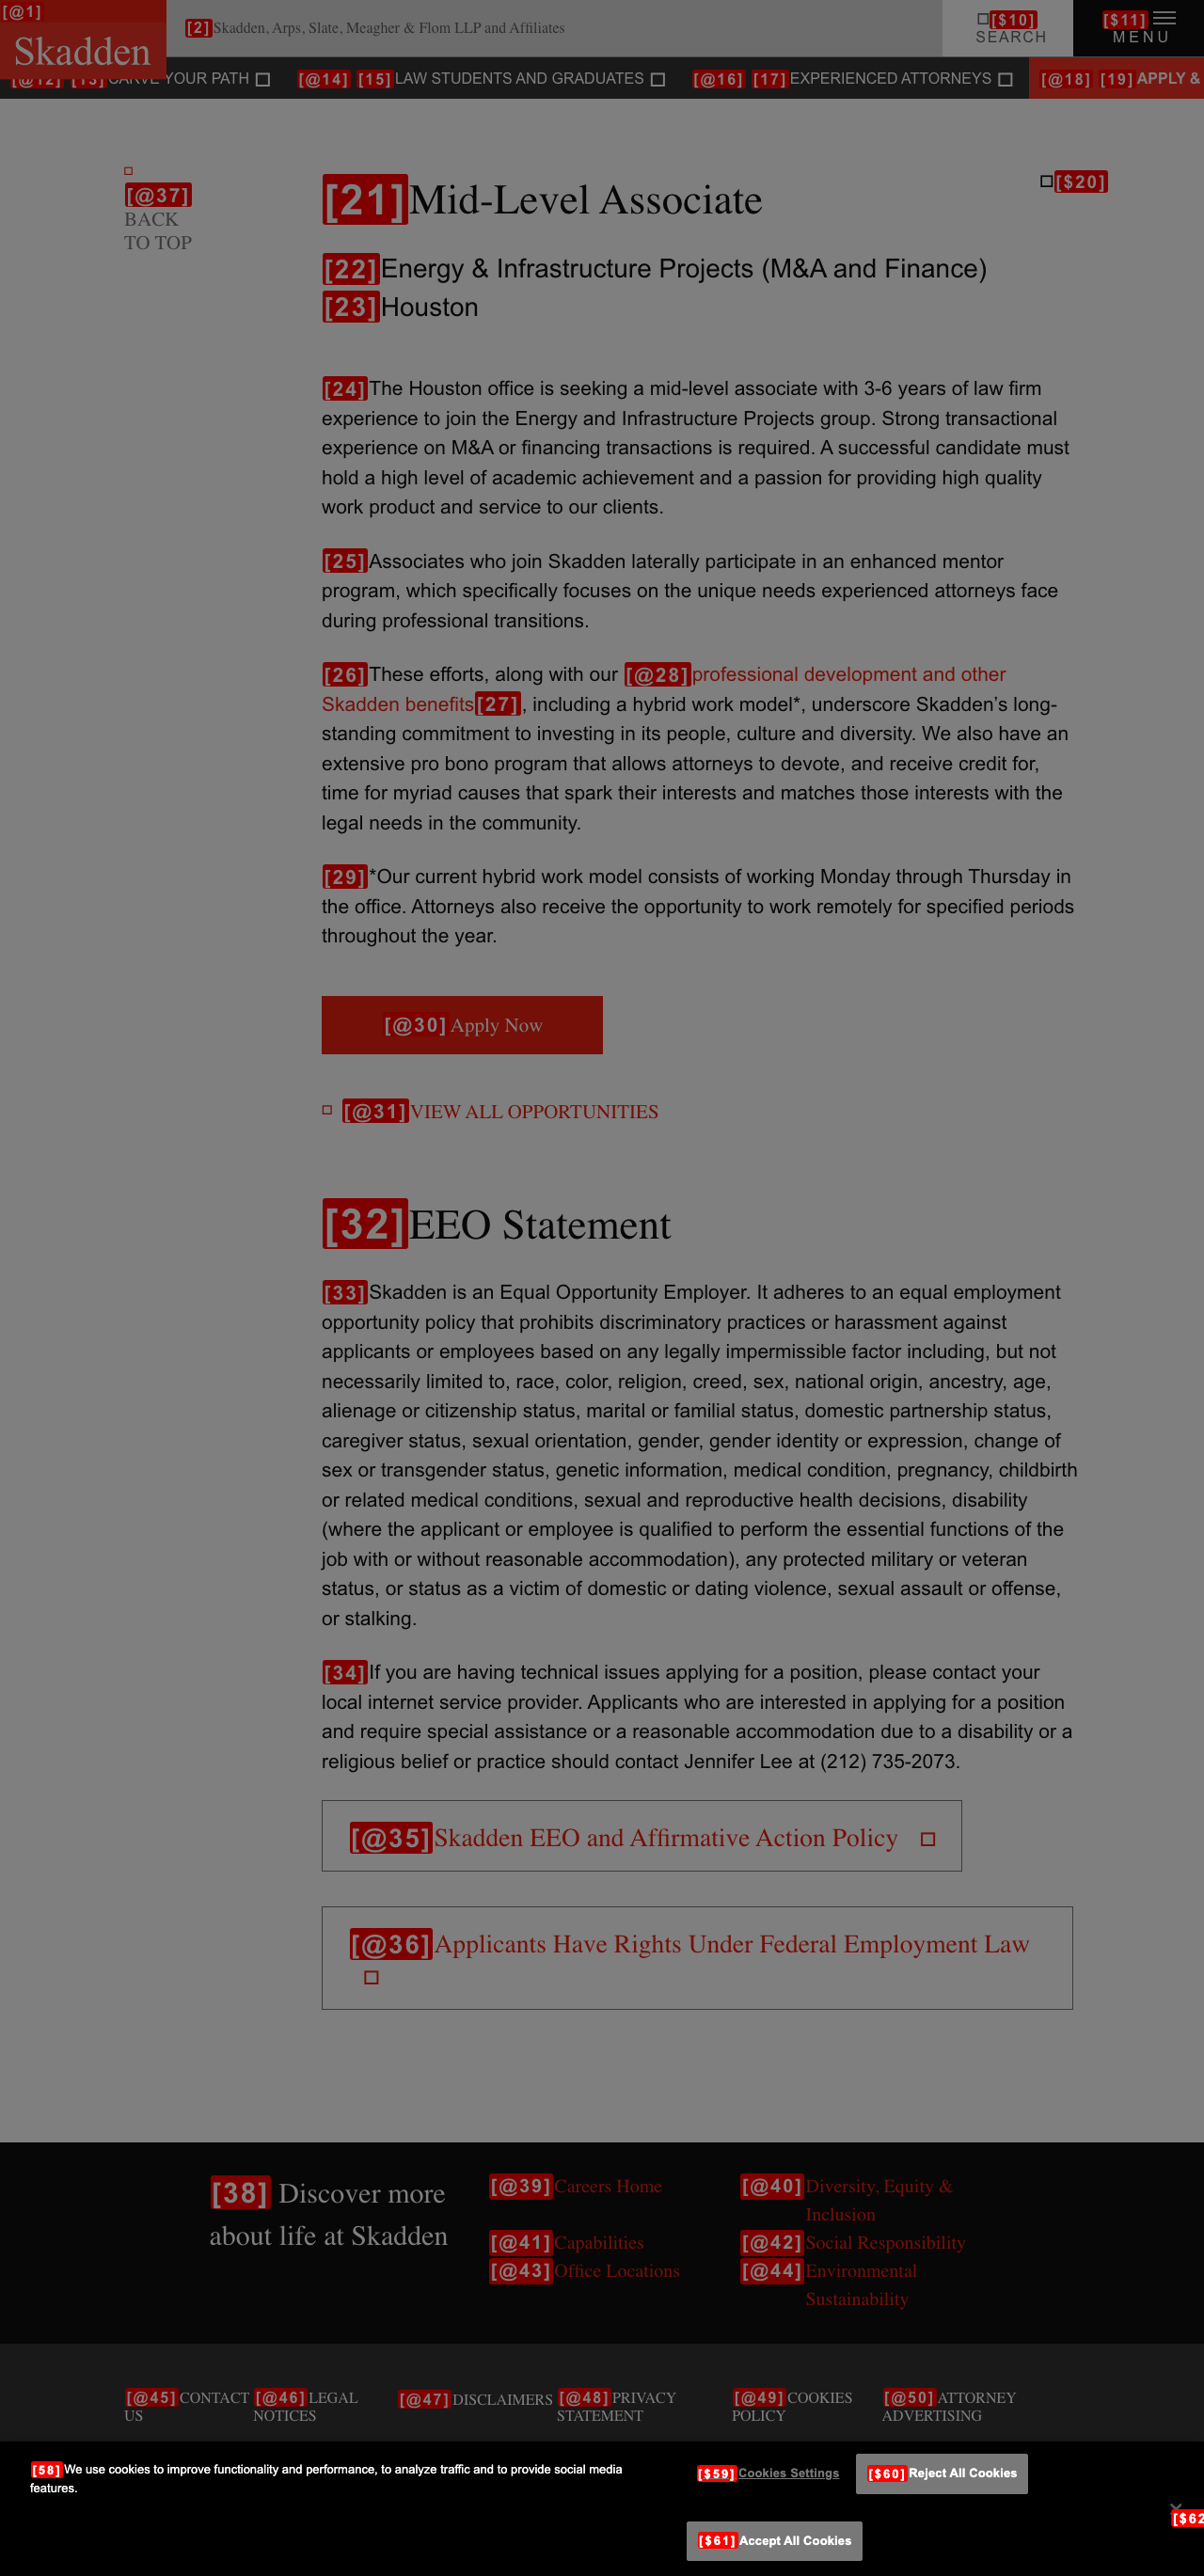 [@1]
Skadden
[2]Skadden, Arps, Slate, Meagher & Flom LLP and Affiliates
[$10]
SEARCH
[$11]
MENU
[@12] [13]CARVE YOUR PATH
[@14] [15]LAW STUDENTS AND GRADUATES
[@16] [17]EXPERIENCED ATTORNEYS
[@18] [19]APPLY &
[@37]
BACK
TO TOP
[21]Mid-Level Associate
[$20]
[22]Energy & Infrastructure Projects (M&A and Finance)
[23]Houston
[24]The Houston office is seeking a mid-level associate with 3-6 years of law firm
experience to join the Energy and Infrastructure Projects group. Strong transactional
experience on M&A or financing transactions is required. A successful candidate must
hold a high level of academic achievement and a passion for providing high quality
work product and service to our clients.
[25]Associates who join Skadden laterally participate in an enhanced mentor
program, which specifically focuses on the unique needs experienced attorneys face
during professional transitions.
[26]These efforts, along with our [@28]professional development and other
Skadden benefits[27], including a hybrid work model*, underscore Skadden’s long-
standing commitment to investing in its people, culture and diversity. We also have an
extensive pro bono program that allows attorneys to devote, and receive credit for,
time for myriad causes that spark their interests and matches those interests with the
legal needs in the community.
[29]*Our current hybrid work model consists of working Monday through Thursday in
the office. Attorneys also receive the opportunity to work remotely for specified periods
throughout the year.
[@30]Apply Now
[@31]VIEW ALL OPPORTUNITIES
[32]EEO Statement
[33]Skadden is an Equal Opportunity Employer. It adheres to an equal employment
opportunity policy that prohibits discriminatory practices or harassment against
applicants or employees based on any legally impermissible factor including, but not
necessarily limited to, race, color, religion, creed, sex, national origin, ancestry, age,
alienage or citizenship status, marital or familial status, domestic partnership status,
caregiver status, sexual orientation, gender, gender identity or expression, change of
sex or transgender status, genetic information, medical condition, pregnancy, childbirth
or related medical conditions, sexual and reproductive health decisions, disability
(where the applicant or employee is qualified to perform the essential functions of the
job with or without reasonable accommodation), any protected military or veteran
status, or status as a victim of domestic or dating violence, sexual assault or offense,
or stalking.
[34]If you are having technical issues applying for a position, please contact your
local internet service provider. Applicants who are interested in applying for a position
and require special assistance or a reasonable accommodation due to a disability or a
religious belief or practice should contact Jennifer Lee at (212) 735-2073.
[@35]Skadden EEO and Affirmative Action Policy
[@36]Applicants Have Rights Under Federal Employment Law
[38] Discover more
about life at Skadden
[@39]Careers Home
[@40]Diversity, Equity &
Inclusion
[@41]Capabilities
[@42]Social Responsibility
[@43]Office Locations
[@44]Environmental
Sustainability
[@45]CONTACT
US
[@46]LEGAL
NOTICES
[@47]DISCLAIMERS
[@48]PRIVACY
STATEMENT
[@49]COOKIES
POLICY
[@50]ATTORNEY
ADVERTISING
[58]We use cookies to improve functionality and performance, to analyze traffic and to provide social media
features.
[$59]Cookies Settings
[$60]Reject All Cookies
[$61]Accept All Cookies
[$62